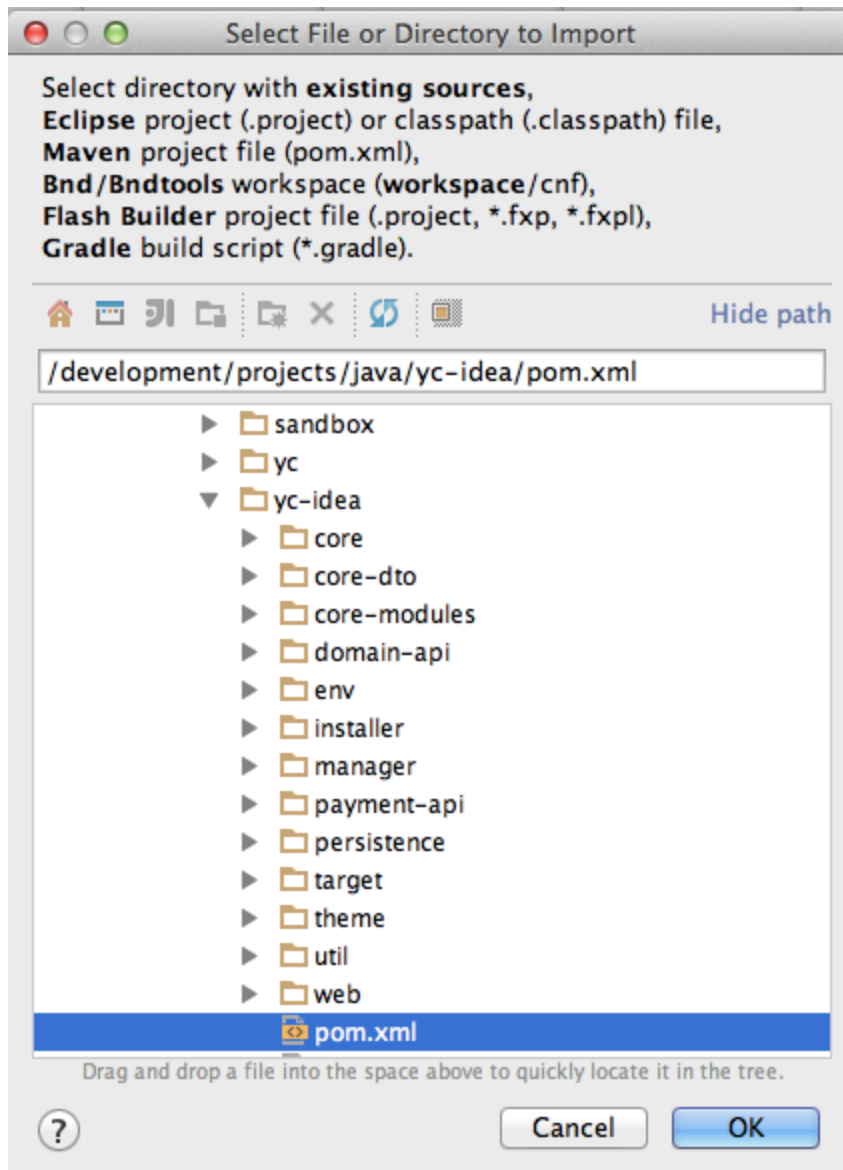 Select File or Directory to Import
Select directory with existing sources,
Eclipse project (.project) or classpath (.classpath) file,
Maven project file (pom.xml),
Bnd/Bndtools workspace (workspace/cnf),
Flash Builder project file (.project, *.fxp, *.fxpl),
Gradle build script (*.gradle).
Hide path
/development/projects/java/yc-idea/pom.xml
sandbox
yc
yc-idea
core
core-dto
core-modules
domain-api
env
installer
manager
payment-api
persistence
target
theme
util
web
pom.xml
Drag and drop a file into the space above to quickly locate it in the tree.
?
Cancel
OK